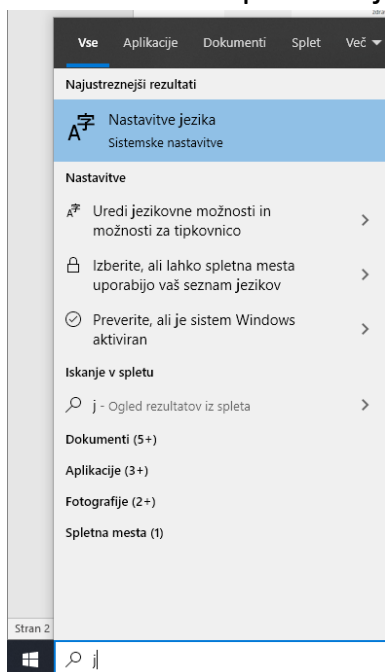 Vse Aplikacije Dokumenti Splet Več
Najustreznejši rezultati
Nastavitve jezika
Sistemske nastavitve
Nastavitve
Uredi jezikovne možnosti in
možnosti za tipkovnico
Izberite, ali lahko spletna mesta
uporabijo vaš seznam jezikov
Preverite, ali je sistem Windows
aktiviran
Iskanje v spletu
j - Ogled rezultatov iz spleta
Dokumenti (5+)
Aplikacije (3+)
Fotografije (2+)
Spletna mesta (1)
Stran 2
j